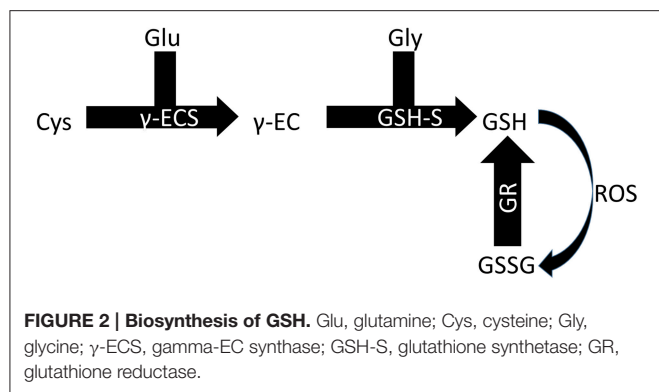 Glu
Gly
Cys
γ-ECS
γ-EC
GSH-S
GSH
GR
ROS
GSSG
FIGURE 2 | Biosynthesis of GSH. Glu, glutamine; Cys, cysteine; Gly,
glycine; γ-ECS, gamma-EC synthase; GSH-S, glutathione synthetase; GR,
glutathione reductase.